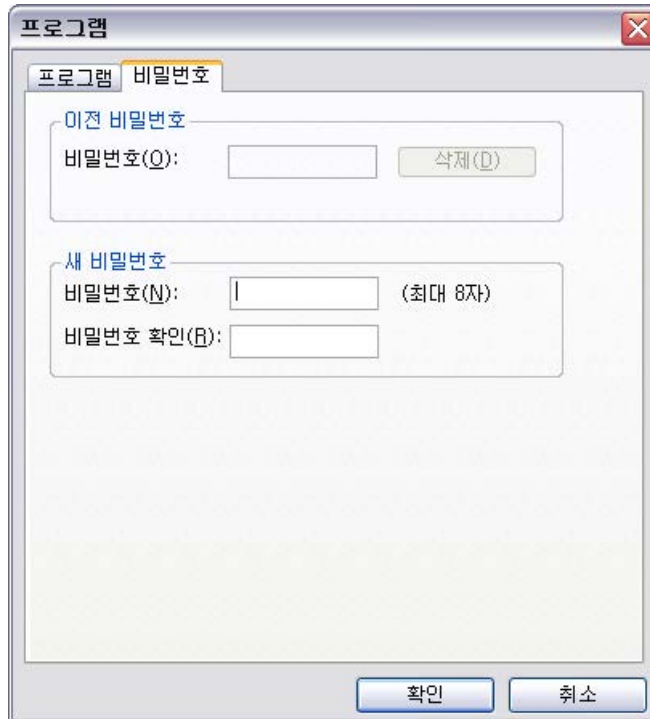 프로그램
프로그램 비밀번호
이전 비밀번호
비밀번호(O): 삭제(D)
새 비밀번호
비밀번호(N): (최대 8자)
비밀번호 확인(R):
확인 취소